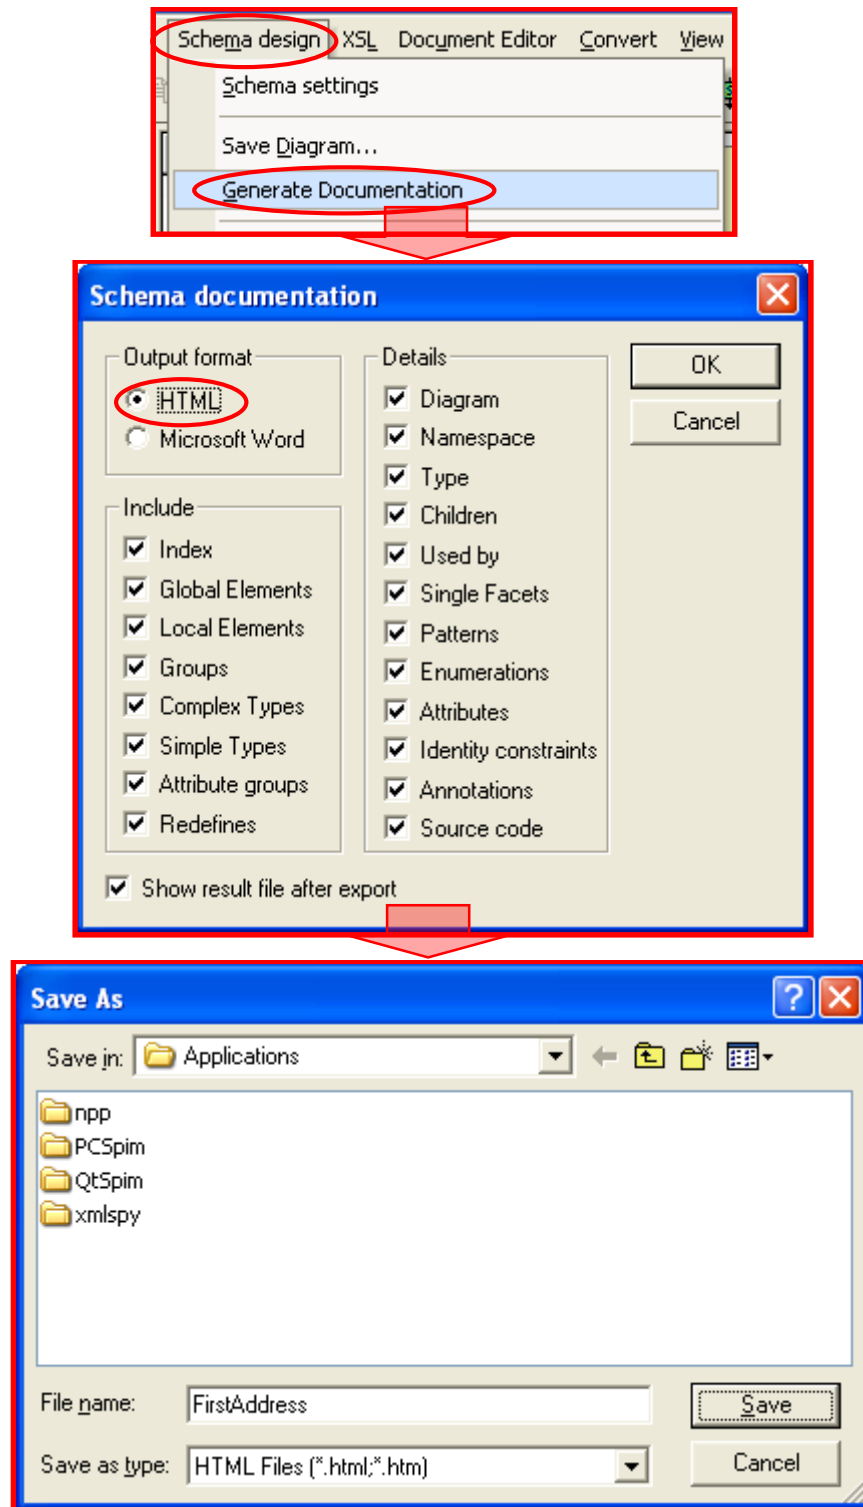 Schema design XSL Document Editor Convert View
Schema settings
Save Diagram...
Generate Documentation
Schema documentation
Output format
HTML
Microsoft Word
Include
Index
Global Elements
Local Elements
Groups
Complex Types
Simple Types
Attribute groups
Redefines
Details
Diagram
Namespace
Type
Children
Used by
Single Facets
Patterns
Enumerations
Attributes
Identity constraints
Annotations
Source code
OK
Cancel
Show result file after export
Save As
Save in: Applications
npp
PCSpim
QtSpim
xmlspy
File name: FirstAddress
Save
Save as type: HTML Files (*.html;*.htm)
Cancel